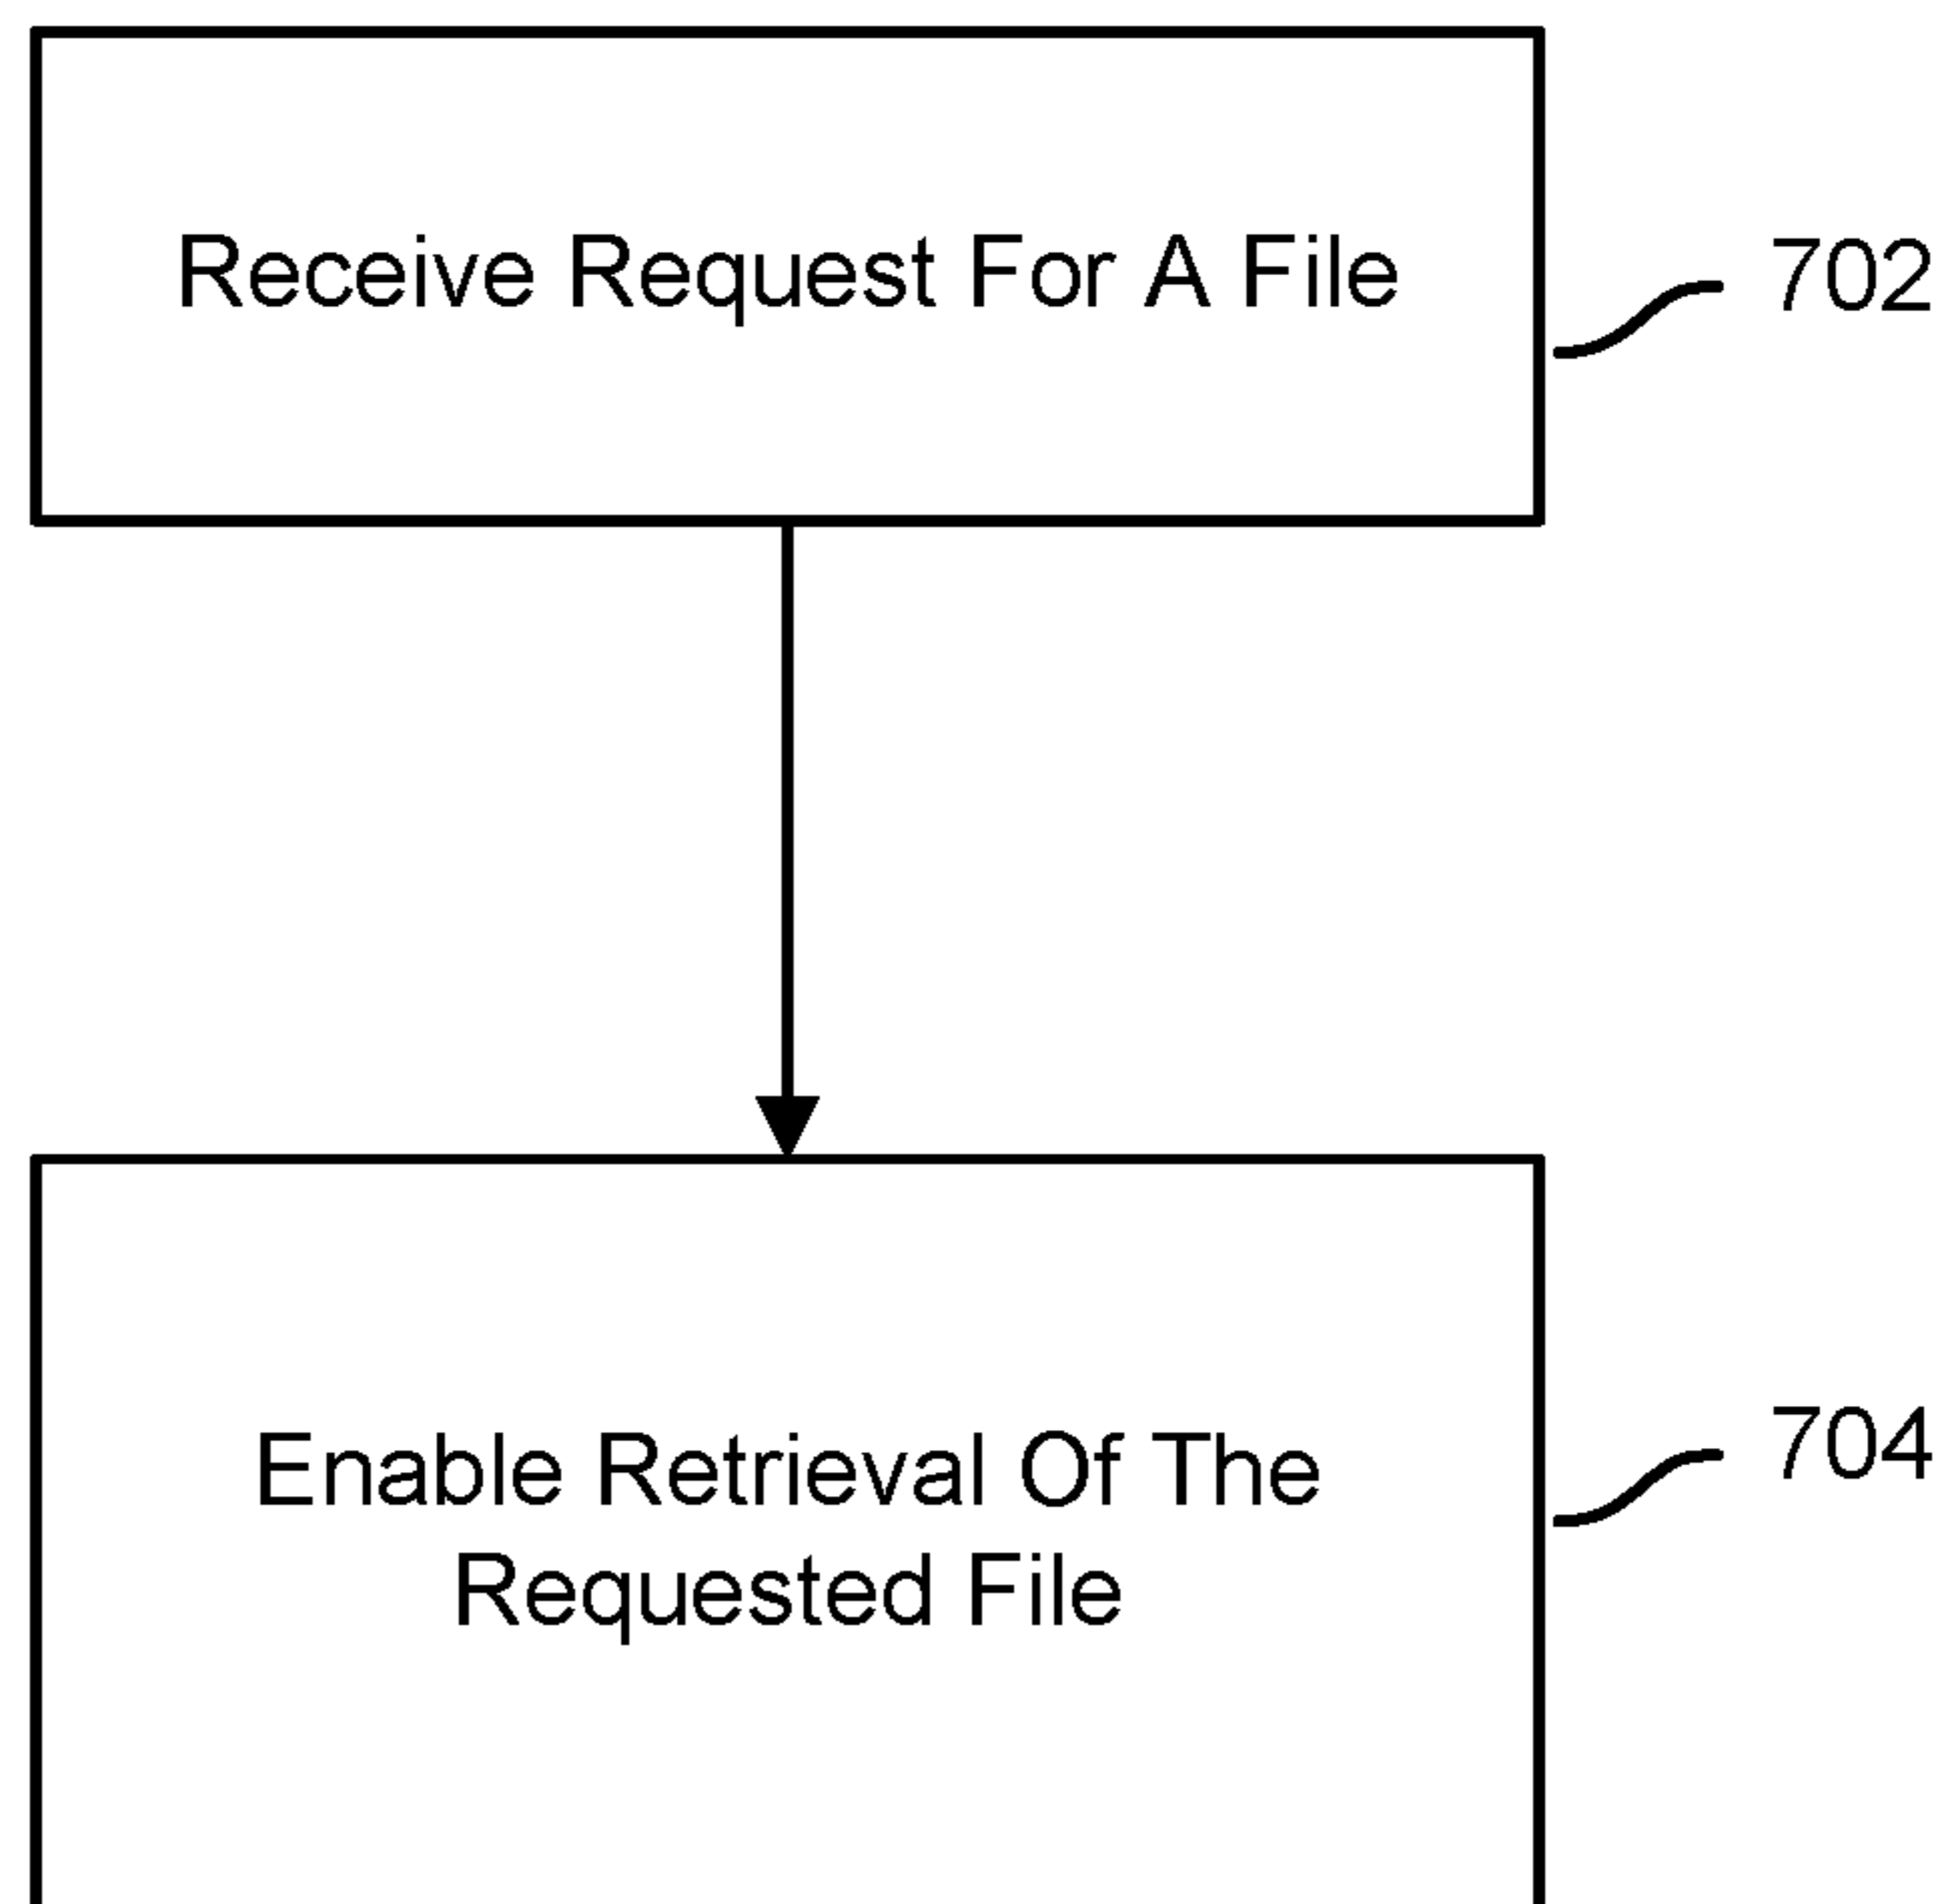 Receive Request For A File
702
Enable Retrieval Of The
Requested File
704